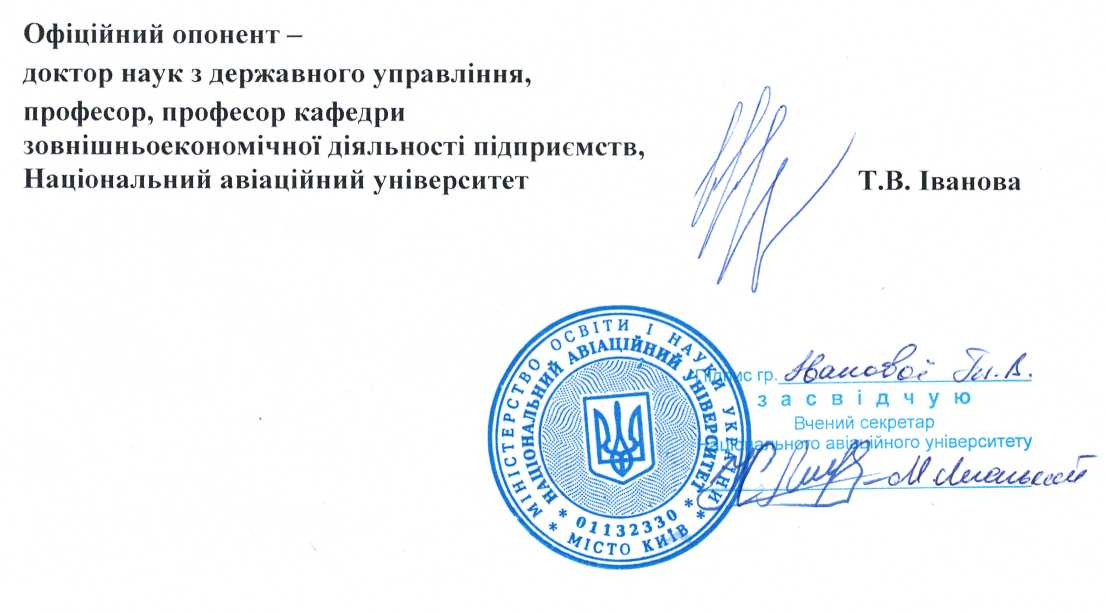 Офіційний опонент –
доктор наук з державного управління,
професор, професор кафедри
зовнішньоекономічної діяльності підприємств,
Національний авіаційний університет
Т.В. Іванова
МІНІСТЕРСТВО ОСВІТИ І НАУКИ УКРАЇНИ
НАЦІОНАЛЬНИЙ АВІАЦІЙНИЙ УНІВЕРСИТЕТ
* 01132330 *
* МІСТО КИЇВ *
Підпис гр. Іванової Т.В.
засвідчую
Вчений секретар
Національного авіаційного університету